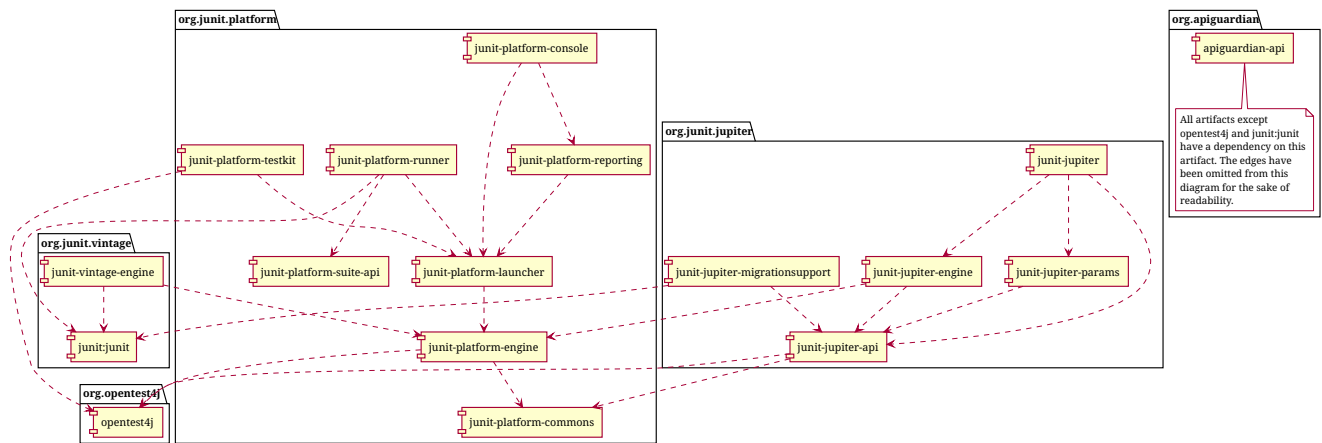 org.junit.platform
org.apiguardian
junit-platform-console
apiguardian-api
All artifacts except
opentest4j and junit:junit
have a dependency on this
artifact. The edges have
been omitted from this
diagram for the sake of
readability.
org.junit.jupiter
junit-platform-testkit
junit-platform-runner
junit-platform-reporting
junit-jupiter
org.junit.vintage
junit-vintage-engine
junit-platform-suite-api
junit-platform-launcher
junit-jupiter-migrationsupport
junit-jupiter-engine
junit-jupiter-params
junit:junit
junit-platform-engine
junit-jupiter-api
org.opentest4j
opentest4j
junit-platform-commons